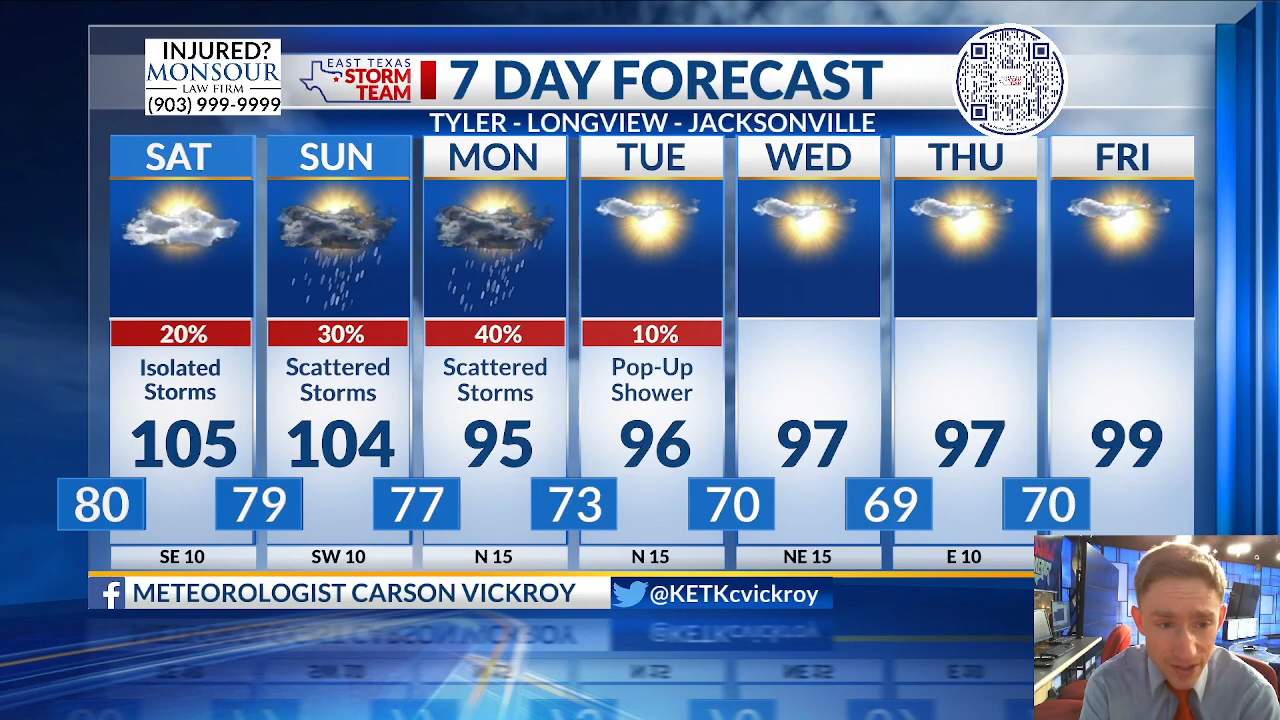 INJURED?
MONSOUR
LAW FIRM
(903) 999-9999
EAST TEXAS
STORM
TEAM
7 DAY FORECAST
TYLER - LONGVIEW - JACKSONVILLE
SAT SUN MON TUE WED THU FRI
20% 30% 40% 10%
Isolated Scattered Scattered Pop-Up
Storms Storms Storms Shower
105 104 95 96 97 97 99
80 79 77 73 70 69 70
SE 10 SW 10 N 15 N 15 NE 15 E 10
f METEOROLOGIST CARSON VICKROY @KETKcvickroy